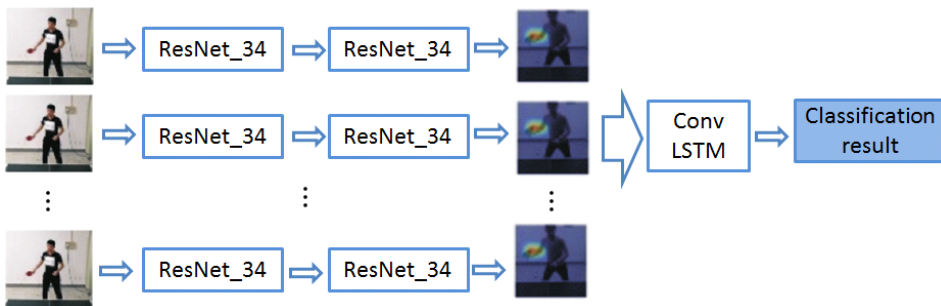 ResNet_34
ResNet_34
ResNet_34
ResNet_34
Conv
LSTM
Classification
result
ResNet_34
ResNet_34